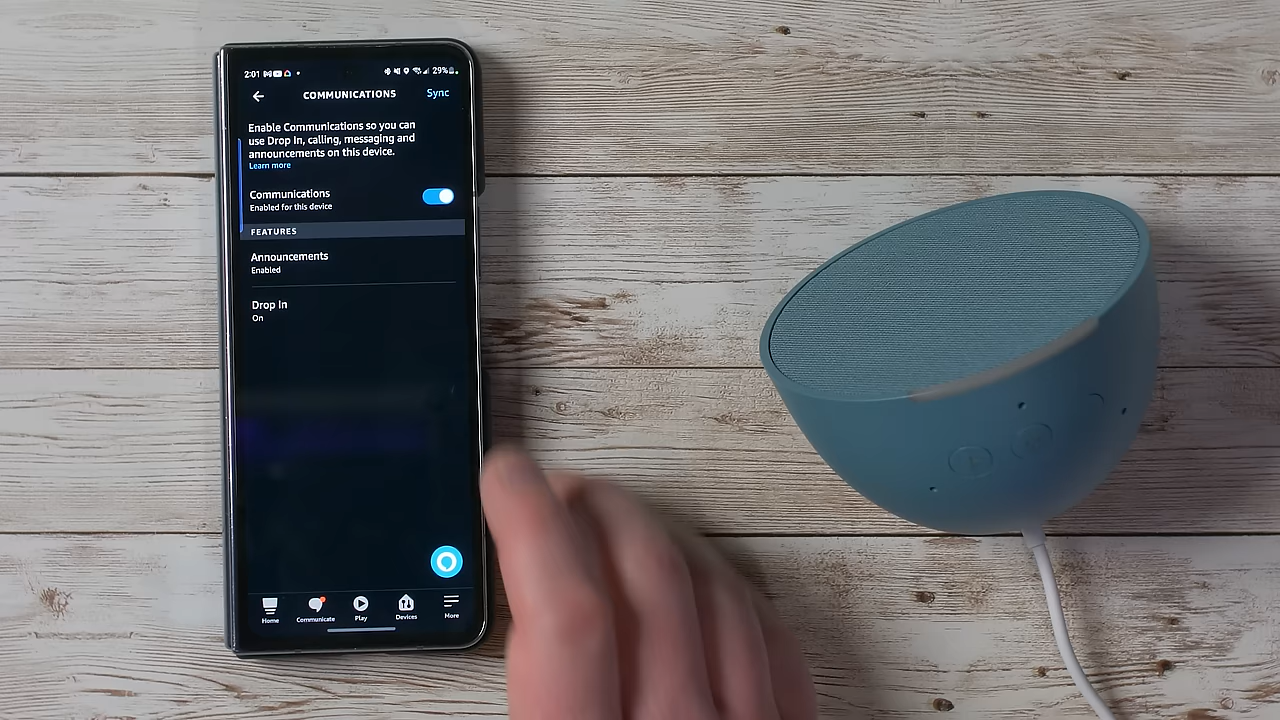 2:01
29%
COMMUNICATIONS
Sync
Enable Communications so you can
use Drop In, calling, messaging and
announcements on this device.
Learn more
Communications
Enabled for this device
FEATURES
Announcements
Enabled
Drop In
On
Home
Communicate
Play
Devices
More